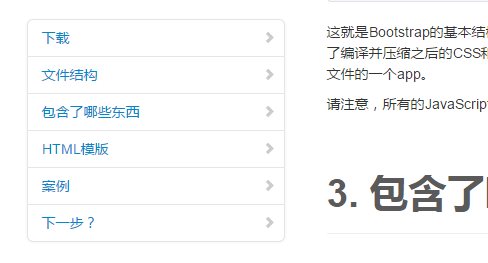 下载
文件结构
包含了哪些东西
HTML模版
案例
下一步？
这就是Bootstrap的基本结
了编译并压缩之后的CSS和
文件的一个app。
请注意，所有的JavaScript
3. 包含了